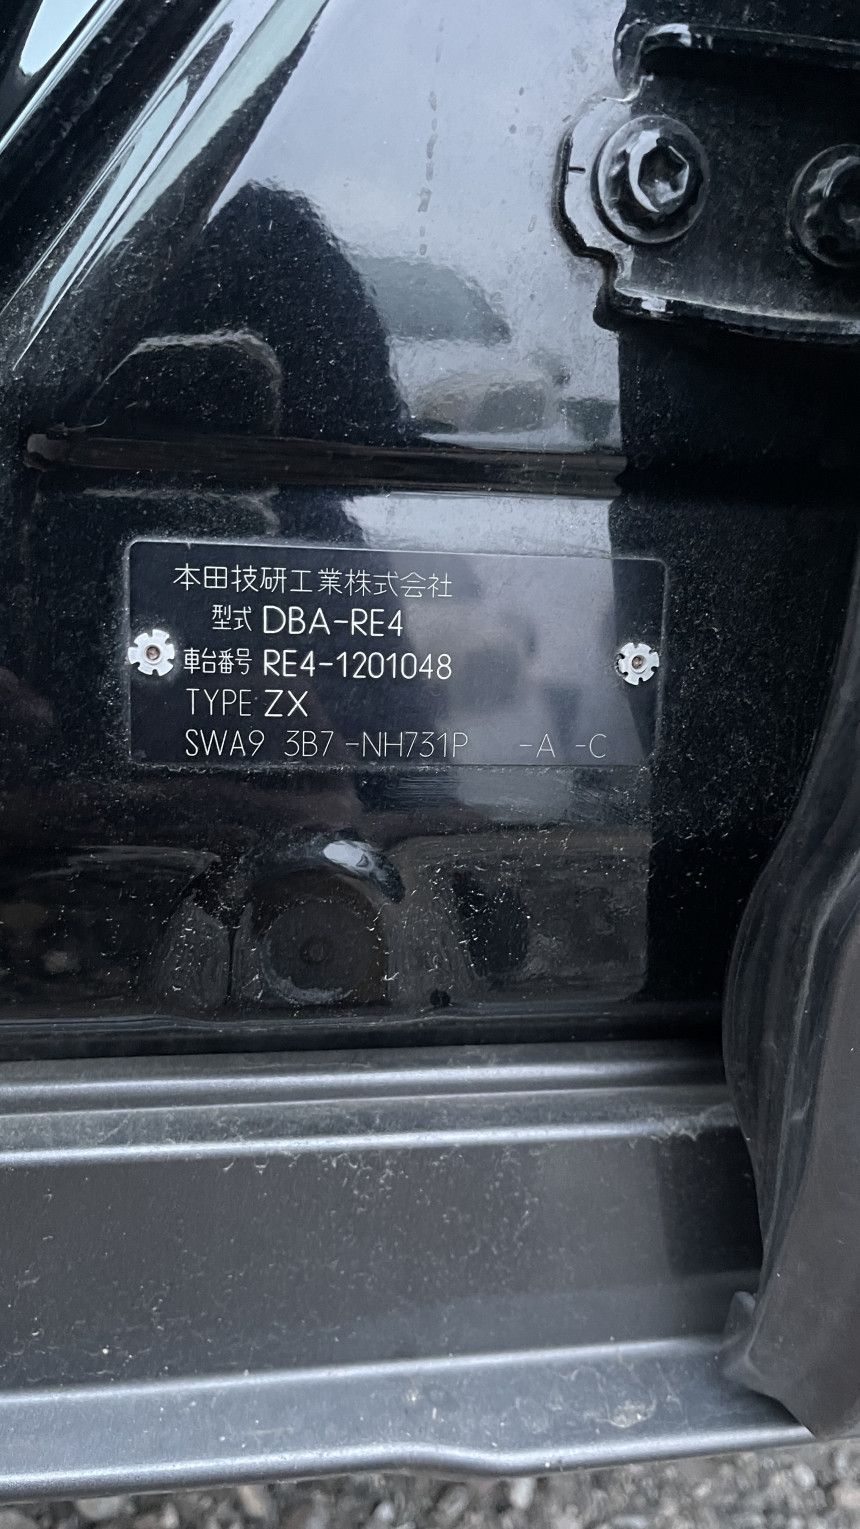 本田技研工業株式会社
型式 DBA-RE4
車台番号 RE4-1201048
TYPE ZX
SWA9 3B7 -NH731P -A -C